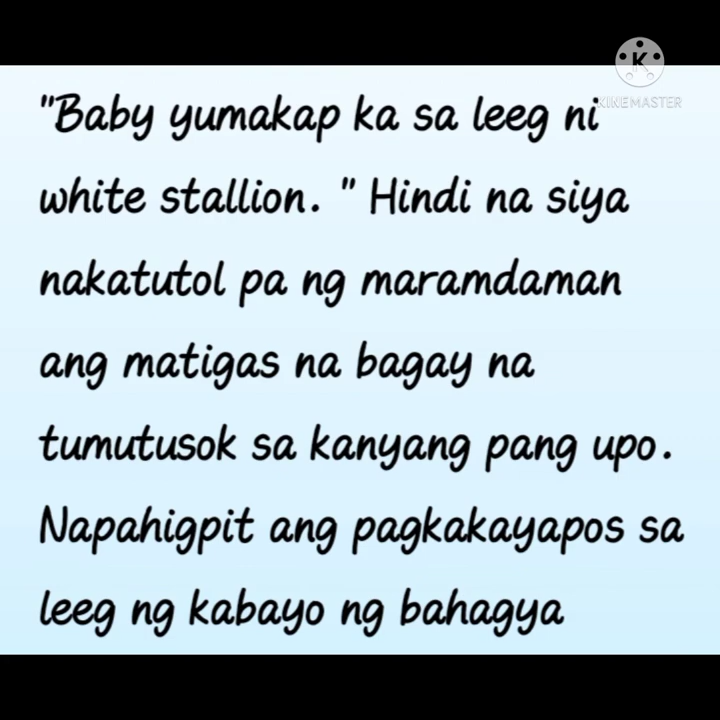 KINEMASTER
"Baby yumakap ka sa leeg ni
white stallion. " Hindi na siya
nakatutol pa ng maramdaman
ang matigas na bagay na
tumutusok sa kanyang pang upo.
Napahigpit ang pagkakayapos sa
leeg ng kabayo ng bahagya